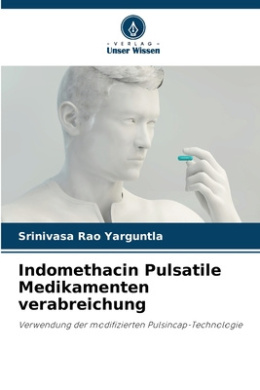 VERLAG
Unser Wissen
Srinivasa Rao Yarguntla
Indomethacin Pulsatile
Medikamenten
verabreichung
Verwendung der modifizierten Pulsincap-Technologie